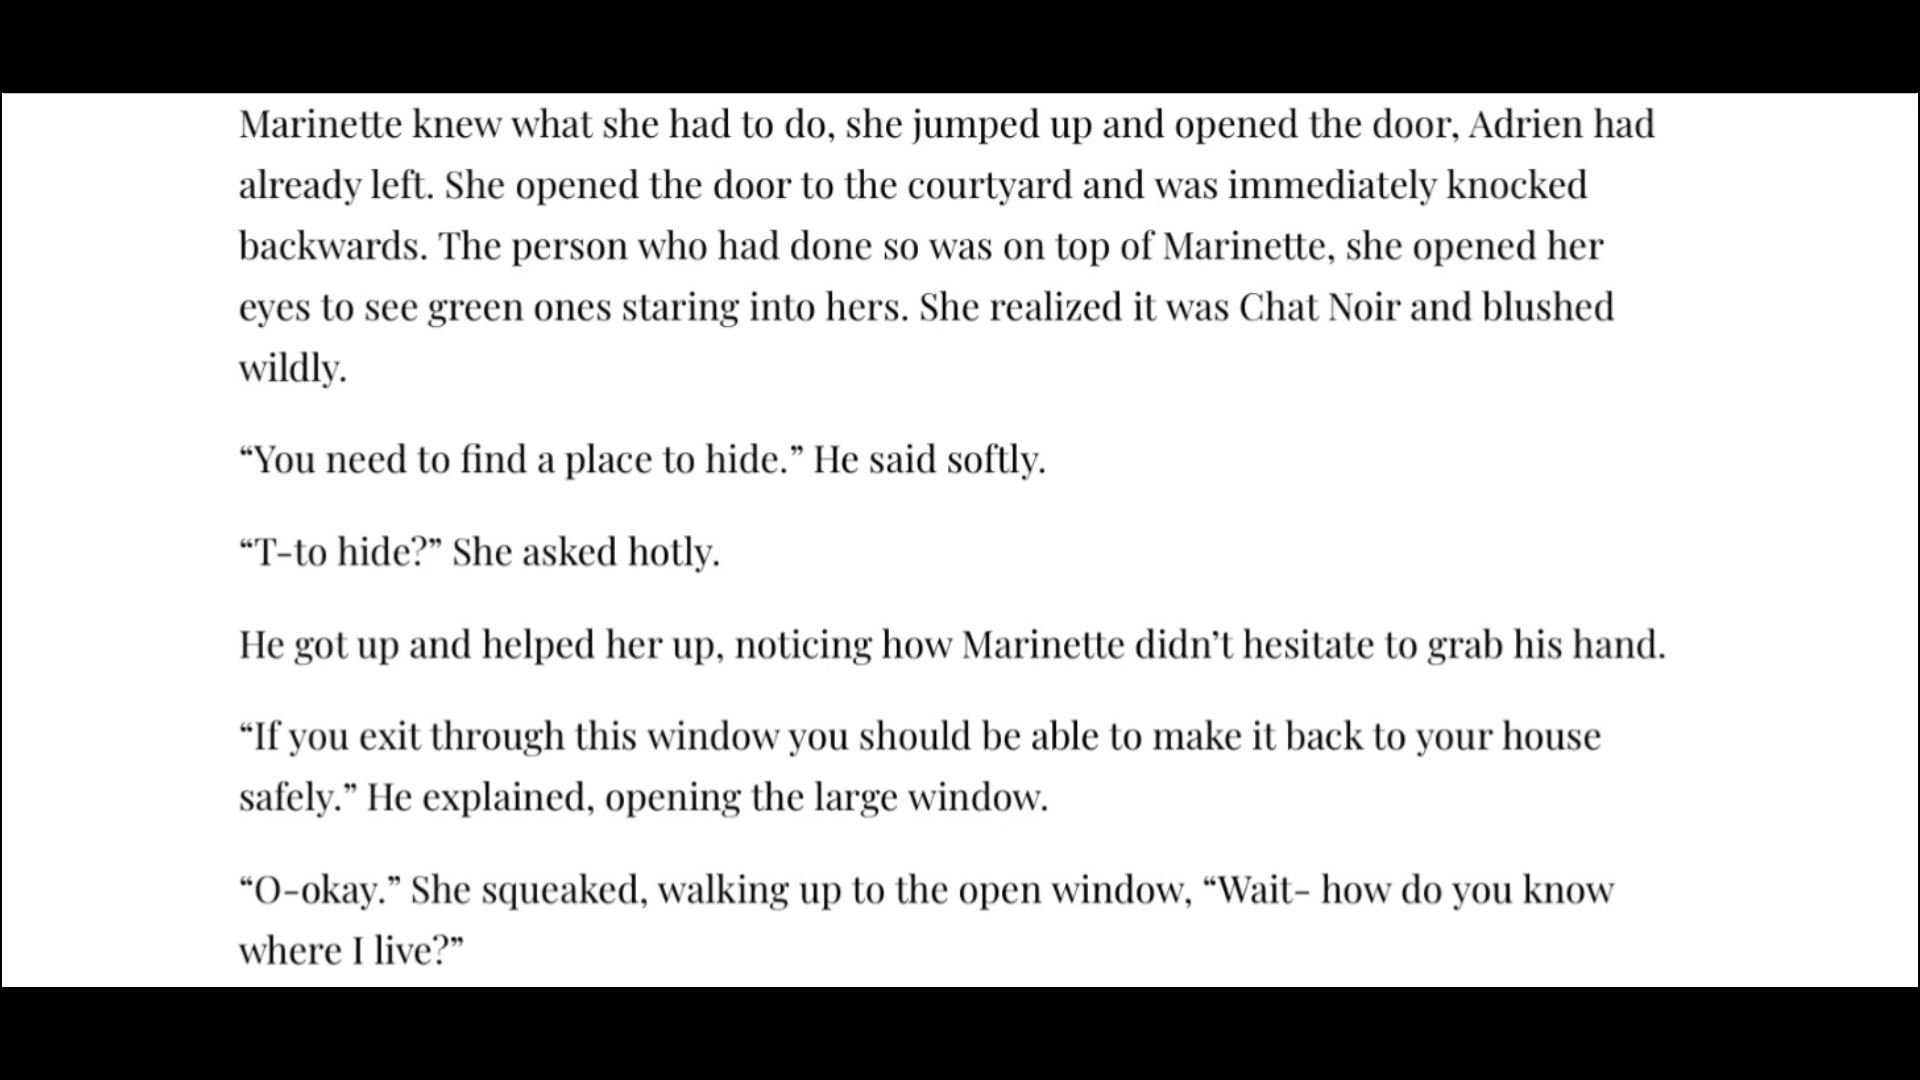 Marinette knew what she had to do, she jumped up and opened the door, Adrien had
already left. She opened the door to the courtyard and was immediately knocked
backwards. The person who had done so was on top of Marinette, she opened her
eyes to see green ones staring into hers. She realized it was Chat Noir and blushed
wildly.
“You need to find a place to hide.” He said softly.
“T-to hide?” She asked hotly.
He got up and helped her up, noticing how Marinette didn’t hesitate to grab his hand.
“If you exit through this window you should be able to make it back to your house
safely.” He explained, opening the large window.
“O-okay.” She squeaked, walking up to the open window, “Wait- how do you know
where I live?”